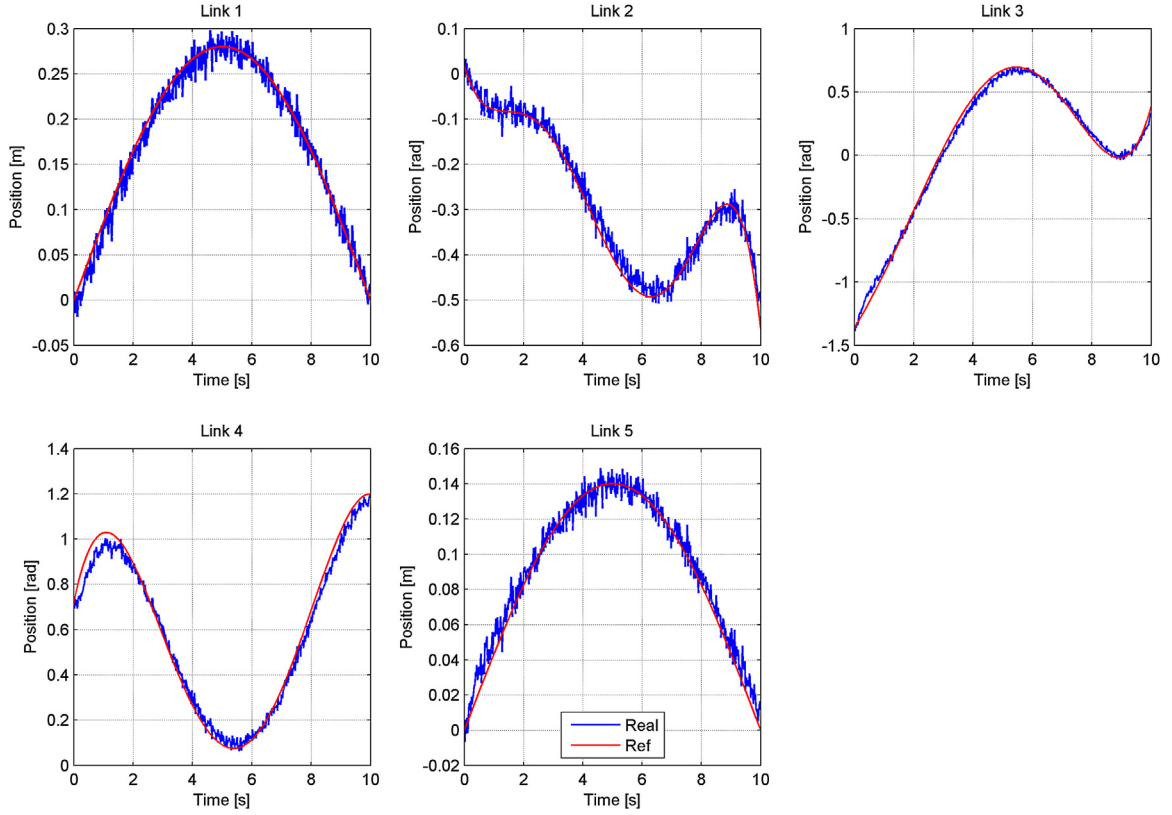 Link 1
Position [m]
0.3
0.25
0.2
0.15
0.1
0.05
0
-0.05
0 2 4 6 8 10
Time [s]
Link 2
Position [rad]
0
-0.1
-0.2
-0.3
-0.4
-0.5
-0.6
0 2 4 6 8 10
Time [s]
Link 3
Position [rad]
1
0.5
0
-0.5
-1
-1.5
0 2 4 6 8 10
Time [s]
Link 4
Position [rad]
1.4
1.2
1
0.8
0.6
0.4
0.2
0
0 2 4 6 8 10
Time [s]
Link 5
Position [m]
0.16
0.14
0.12
0.1
0.08
0.06
0.04
0.02
0
-0.02
Real
Ref
0 2 4 6 8 10
Time [s]